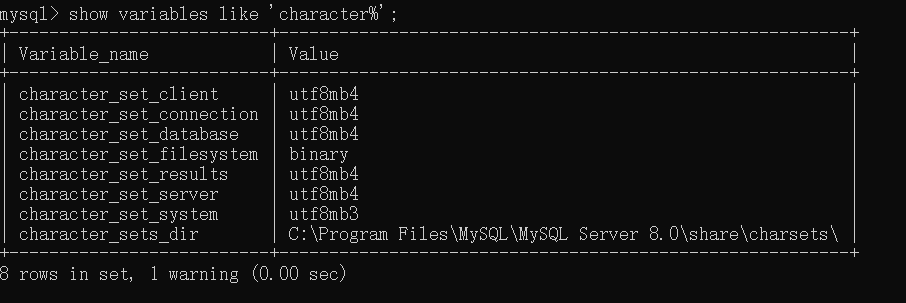 mysql> show variables like 'character%';
+--------------------------+---------------------------------------------------------+
| Variable_name            | Value                                                   |
+--------------------------+---------------------------------------------------------+
| character_set_client     | utf8mb4                                                 |
| character_set_connection | utf8mb4                                                 |
| character_set_database   | utf8mb4                                                 |
| character_set_filesystem | binary                                                  |
| character_set_results    | utf8mb4                                                 |
| character_set_server     | utf8mb4                                                 |
| character_set_system     | utf8mb3                                                 |
| character_sets_dir       | C:\Program Files\MySQL\MySQL Server 8.0\share\charsets\ |
+--------------------------+---------------------------------------------------------+
8 rows in set, 1 warning (0.00 sec)